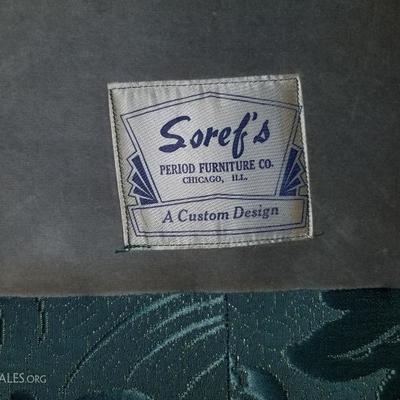 Soref's
PERIOD FURNITURE CO.
CHICAGO, ILL.
A Custom Design
ALES.ORG